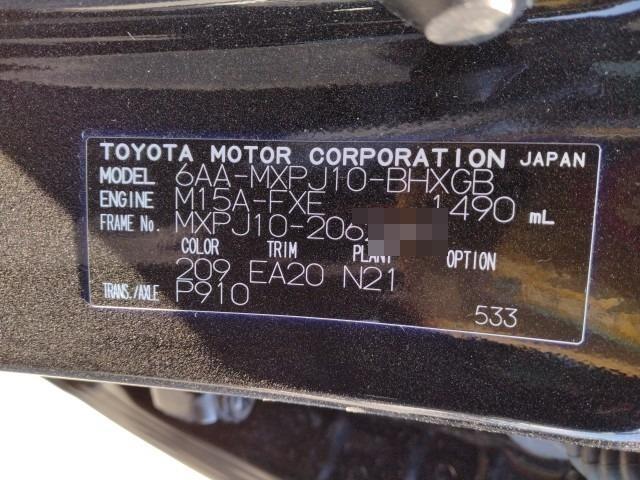 TOYOTA MOTOR CORPORATION JAPAN
MODEL 6AA-MXPJ10-BHXGB
ENGINE M15A-FXE 1490 mL
FRAME No. MXPJ10-206
COLOR TRIM PLANT OPTION
209 EA20 N21
TRANS./AXLE P910
533